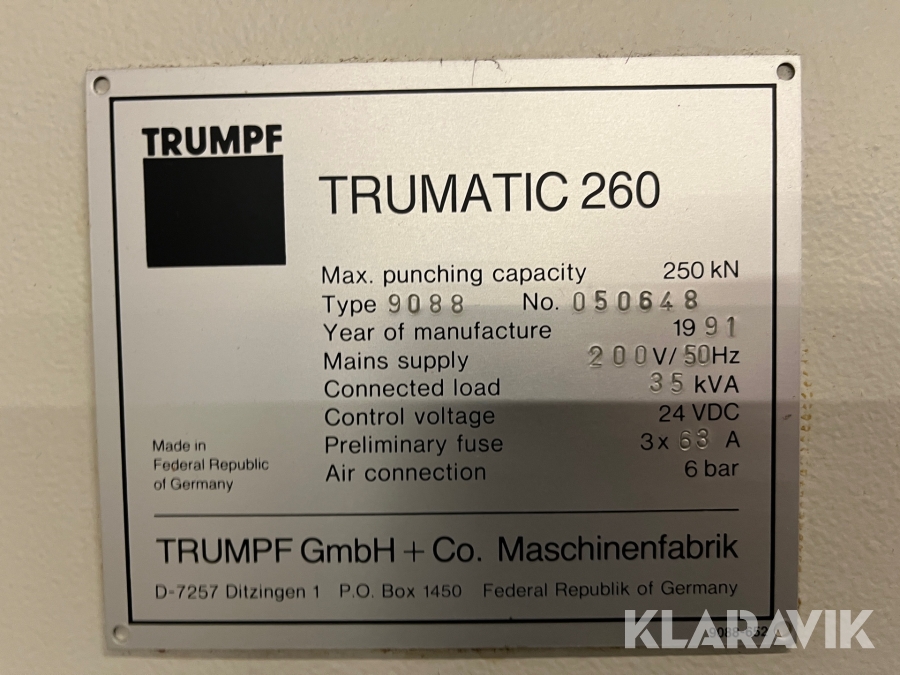 TRUMPF
TRUMATIC 260
Max. punching capacity 250 kN
Type 9088 No. 050648
Year of manufacture 1991
Mains supply 200V/50Hz
Connected load 35 kVA
Control voltage 24 VDC
Preliminary fuse 3x63 A
Air connection 6 bar
Made in
Federal Republic
of Germany
TRUMPF GmbH + Co. Maschinenfabrik
D-7257 Ditzingen 1 P.O. Box 1450 Federal Republik of Germany
KLARAVIK